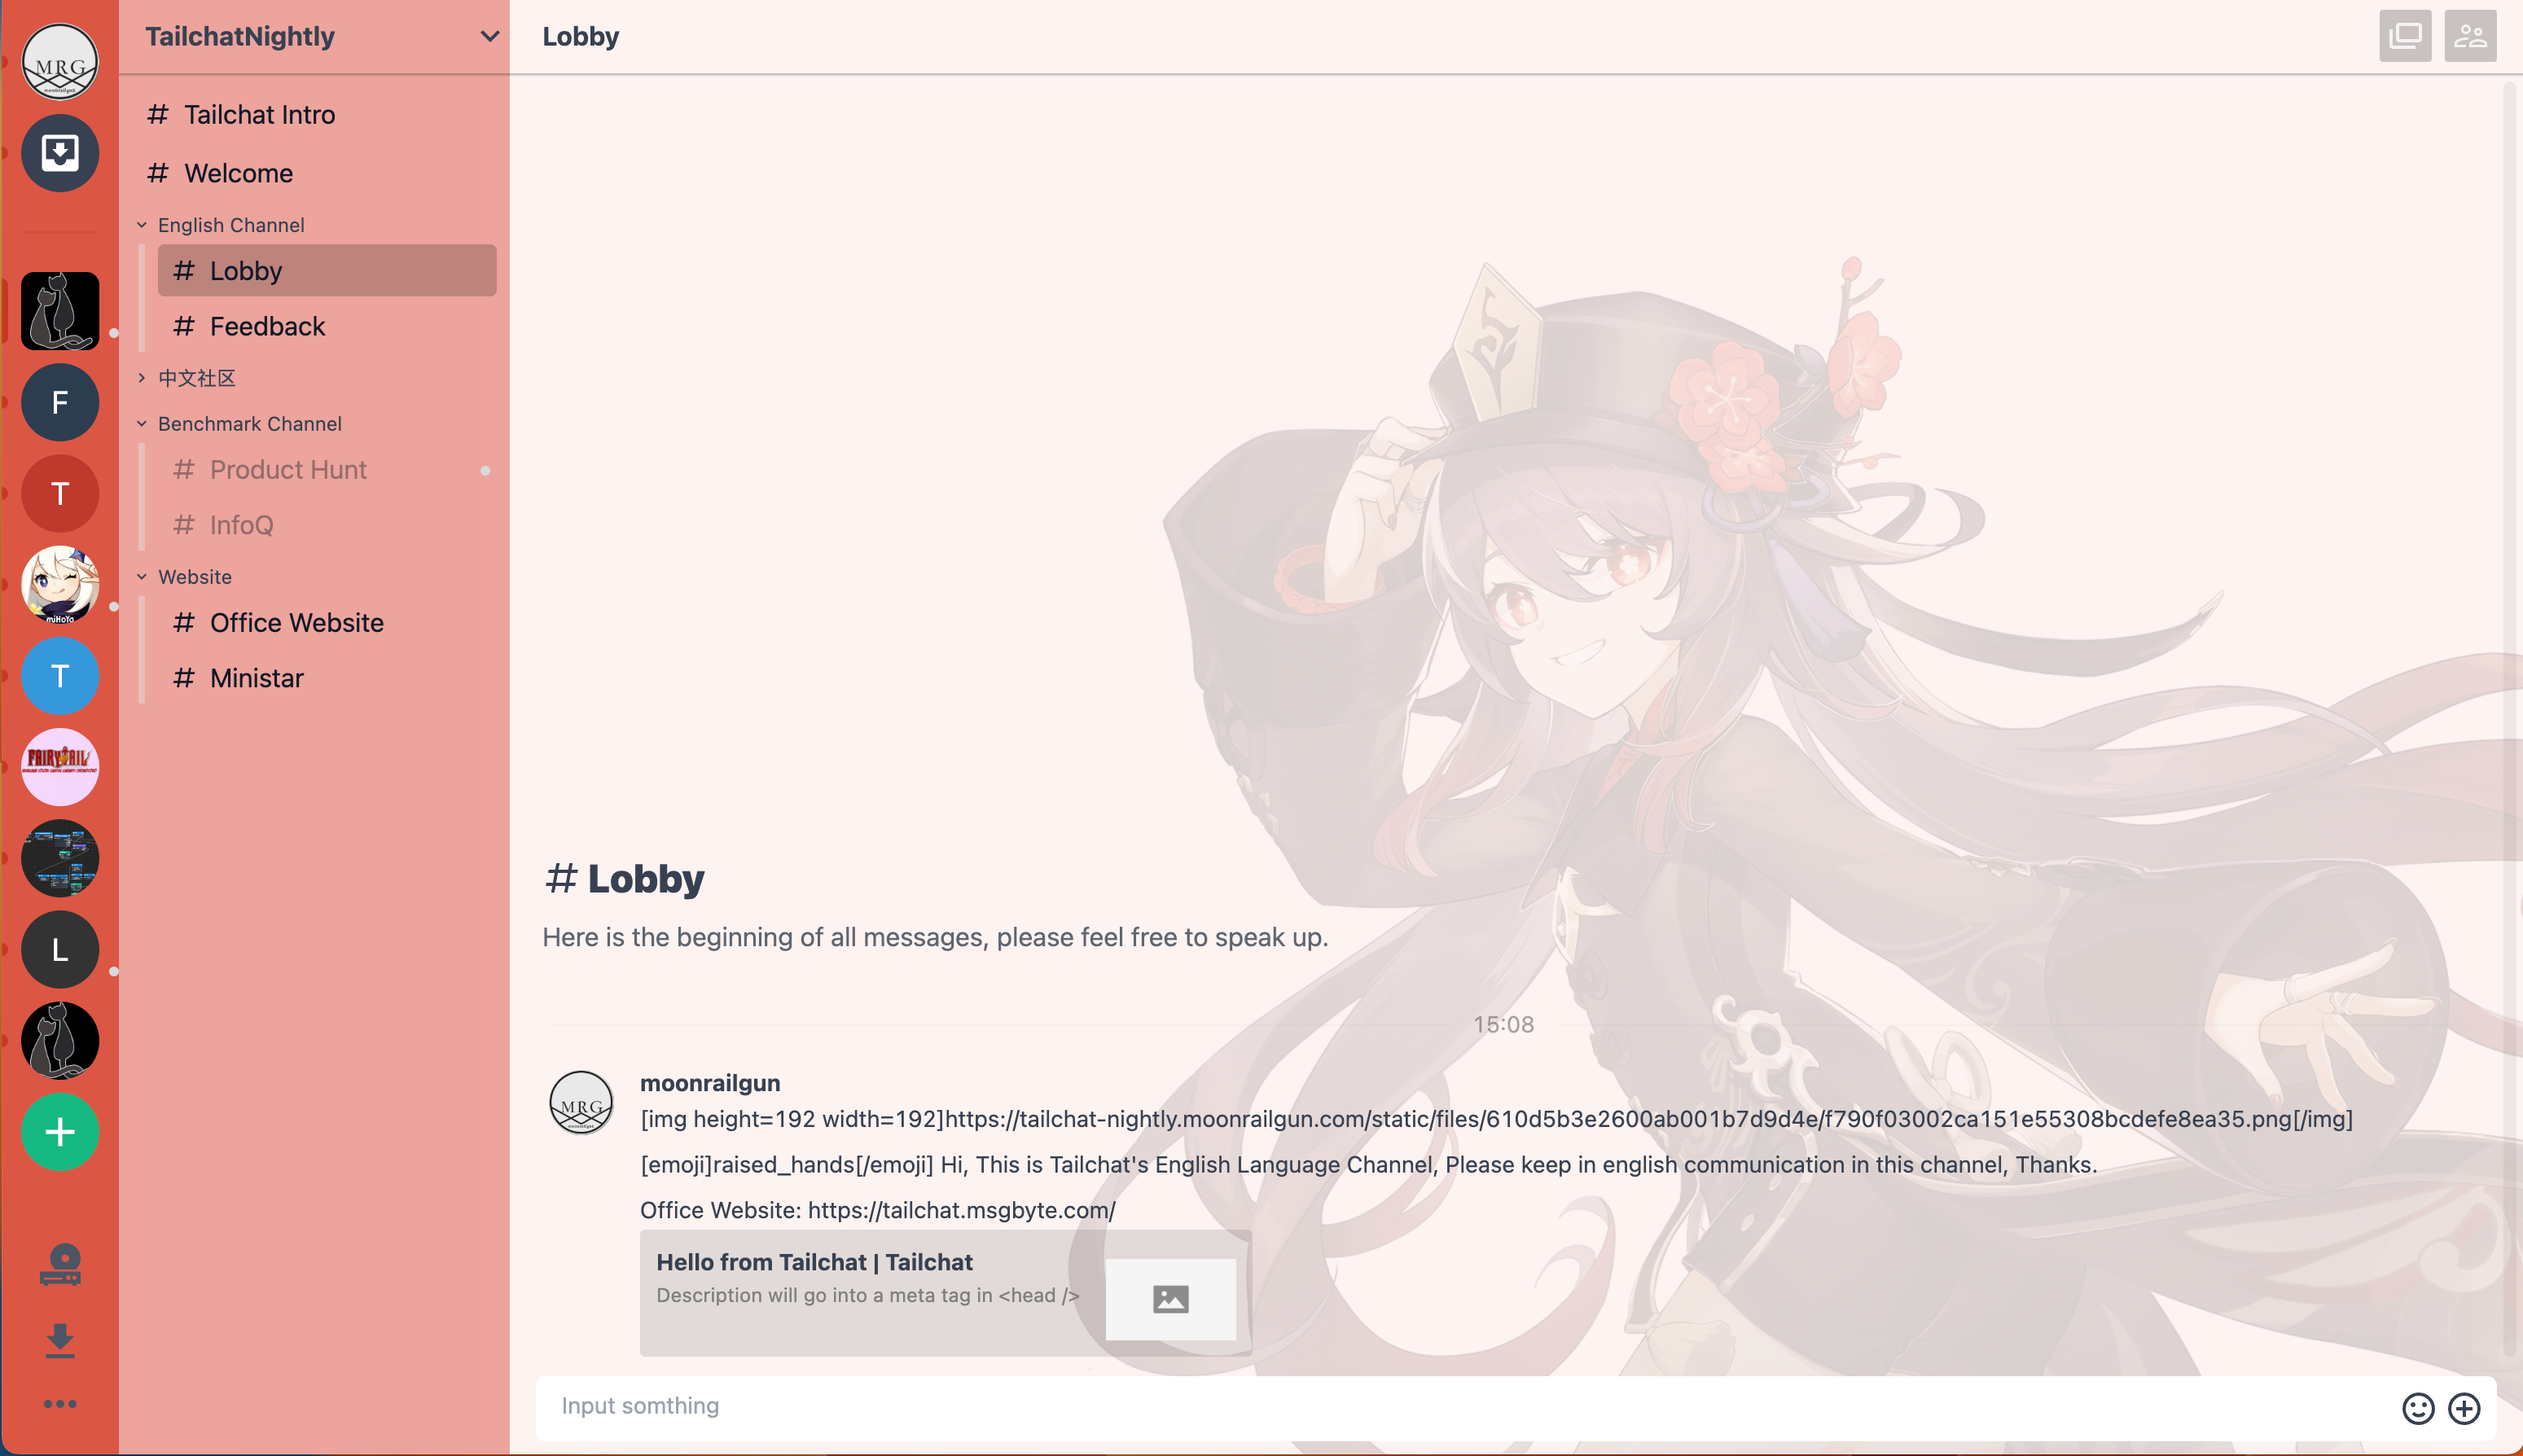 MRG
moonrailgun
F
T
miHoYo
T
FAIRY TAIL
L
TailchatNightly
# Tailchat Intro
# Welcome
English Channel
# Lobby
# Feedback
中文社区
Benchmark Channel
# Product Hunt
# InfoQ
Website
# Office Website
# Ministar
Lobby
# Lobby
Here is the beginning of all messages, please feel free to speak up.
15:08
MRG
moonrailgun
moonrailgun
[img height=192 width=192]https://tailchat-nightly.moonrailgun.com/static/files/610d5b3e2600ab001b7d9d4e/f790f03002ca151e55308bcdefe8ea35.png[/img]
[emoji]raised_hands[/emoji] Hi, This is Tailchat's English Language Channel, Please keep in english communication in this channel, Thanks.
Office Website: https://tailchat.msgbyte.com/
Hello from Tailchat | Tailchat
Description will go into a meta tag in <head />
Input somthing